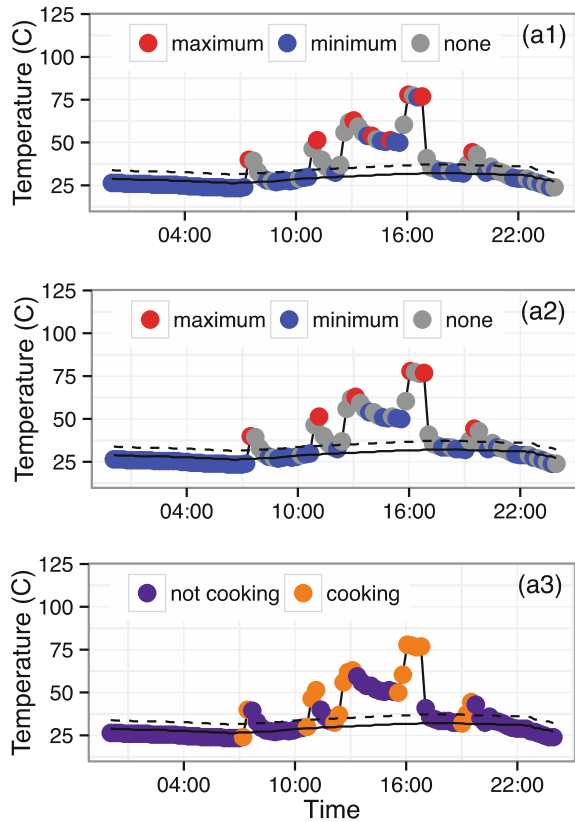 125
100
75
50
25
Temperature (C)
maximum
minimum
none
(a1)
04:00
10:00
16:00
22:00
125
100
75
50
25
Temperature (C)
maximum
minimum
none
(a2)
04:00
10:00
16:00
22:00
125
100
75
50
25
Temperature (C)
not cooking
cooking
(a3)
04:00
10:00
16:00
22:00
Time